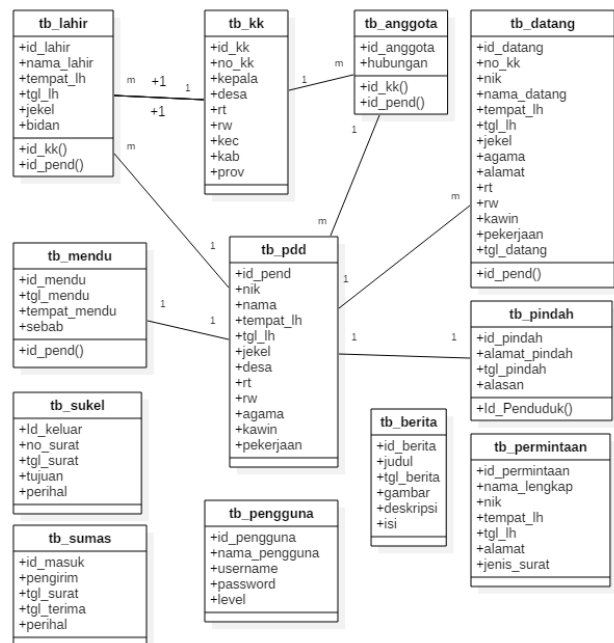 tb_lahir
+id_lahir
+nama_lahir
+tempat_lh
+tgl_lh
+jekel
+bidan
+id_kk()
+id_pend()
m
+1
1
+1
m
1
tb_kk
+id_kk
+no_kk
+kepala
+desa
+rt
+rw
+kec
+kab
+prov
1
m
tb_anggota
+id_anggota
+hubungan
+id_kk()
+id_pend()
1
m
tb_datang
+id_datang
+no_kk
+nik
+nama_datang
+tempat_lh
+tgl_lh
+jekel
+agama
+alamat
+rt
+rw
+kawin
+pekerjaan
+tgl_datang
+id_pend()
m
1
tb_mendu
+id_mendu
+tgl_mendu
+tempat_mendu
+sebab
+id_pend()
1
1
tb_pdd
+id_pend
+nik
+nama
+tempat_lh
+tgl_lh
+jekel
+desa
+rt
+rw
+agama
+kawin
+pekerjaan
1
1
tb_pindah
+id_pindah
+alamat_pindah
+tgl_pindah
+alasan
+Id_Penduduk()
tb_sukel
+Id_keluar
+no_surat
+tgl_surat
+tujuan
+perihal
tb_berita
+id_berita
+judul
+tgl_berita
+gambar
+deskripsi
+isi
tb_permintaan
+id_permintaan
+nama_lengkap
+nik
+tempat_lh
+tgl_lh
+alamat
+jenis_surat
tb_sumas
+id_masuk
+pengirim
+tgl_surat
+tgl_terima
+perihal
tb_pengguna
+id_pengguna
+nama_pengguna
+username
+password
+level